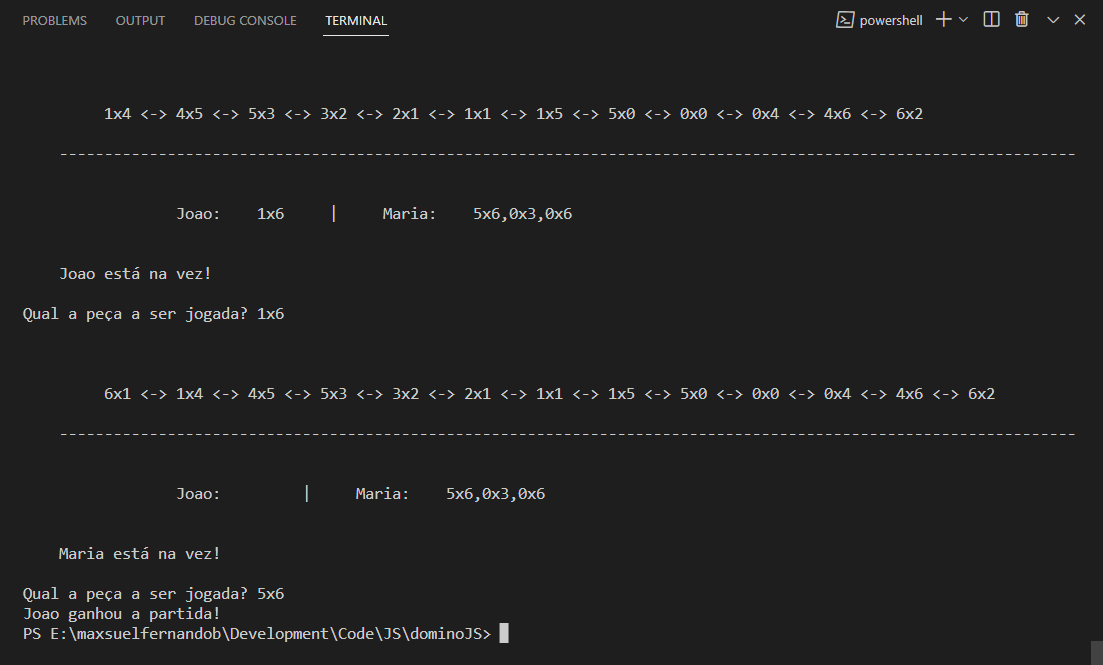 PROBLEMS OUTPUT DEBUG CONSOLE TERMINAL powershell
1x4 <-> 4x5 <-> 5x3 <-> 3x2 <-> 2x1 <-> 1x1 <-> 1x5 <-> 5x0 <-> 0x0 <-> 0x4 <-> 4x6 <-> 6x2
-----------------------------------------------------------------------------------------------------------------
Joao: 1x6 | Maria: 5x6,0x3,0x6
Joao está na vez!
Qual a peça a ser jogada? 1x6
6x1 <-> 1x4 <-> 4x5 <-> 5x3 <-> 3x2 <-> 2x1 <-> 1x1 <-> 1x5 <-> 5x0 <-> 0x0 <-> 0x4 <-> 4x6 <-> 6x2
-----------------------------------------------------------------------------------------------------------------
Joao: | Maria: 5x6,0x3,0x6
Maria está na vez!
Qual a peça a ser jogada? 5x6
Joao ganhou a partida!
PS E:\maxsuelfernandob\Development\Code\JS\dominoJS>